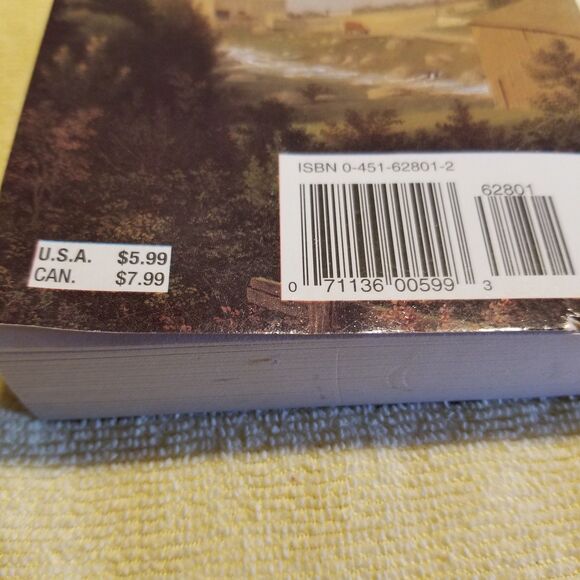 ISBN 0-451-62801-2
62801
0 71136 00599 3
U.S.A. $5.99
CAN. $7.99